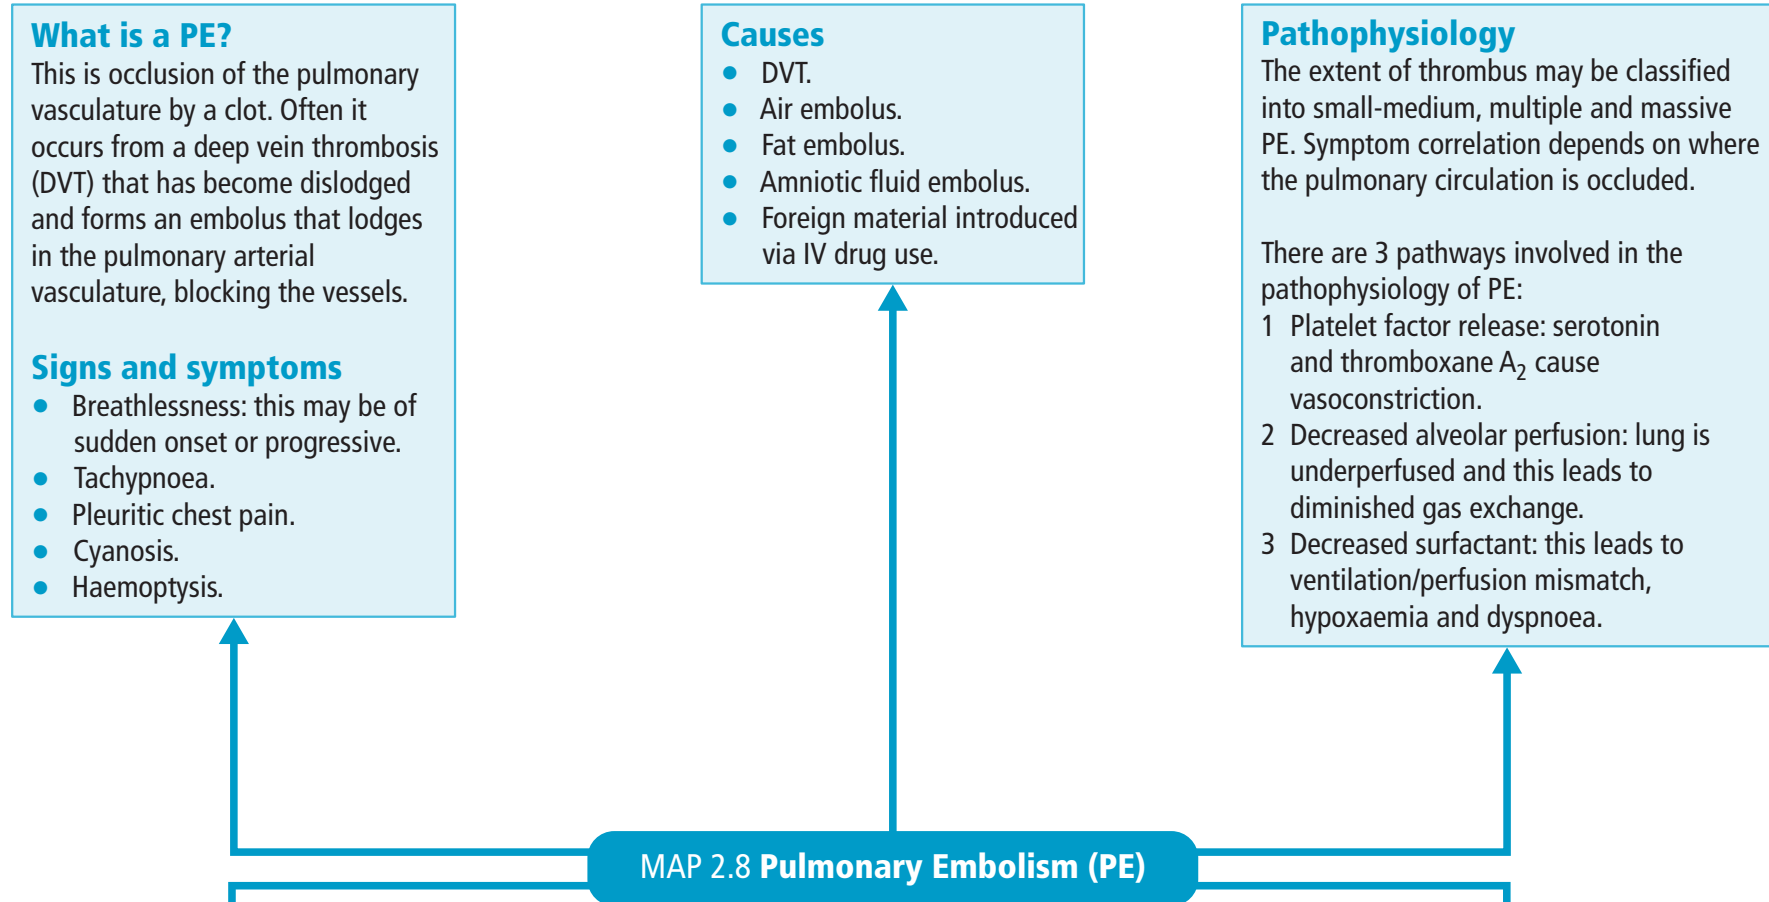 What is a PE?
This is occlusion of the pulmonary
vasculature by a clot. Often it
occurs from a deep vein thrombosis
(DVT) that has become dislodged
and forms an embolus that lodges
in the pulmonary arterial
vasculature, blocking the vessels.
Signs and symptoms
● Breathlessness: this may be of
sudden onset or progressive.
● Tachypnoea.
● Pleuritic chest pain.
● Cyanosis.
● Haemoptysis.
Causes
● DVT.
● Air embolus.
● Fat embolus.
● Amniotic fluid embolus.
● Foreign material introduced
via IV drug use.
Pathophysiology
The extent of thrombus may be classified
into small-medium, multiple and massive
PE. Symptom correlation depends on where
the pulmonary circulation is occluded.
There are 3 pathways involved in the
pathophysiology of PE:
1 Platelet factor release: serotonin
and thromboxane A₂ cause
vasoconstriction.
2 Decreased alveolar perfusion: lung is
underperfused and this leads to
diminished gas exchange.
3 Decreased surfactant: this leads to
ventilation/perfusion mismatch,
hypoxaemia and dyspnoea.
MAP 2.8 Pulmonary Embolism (PE)